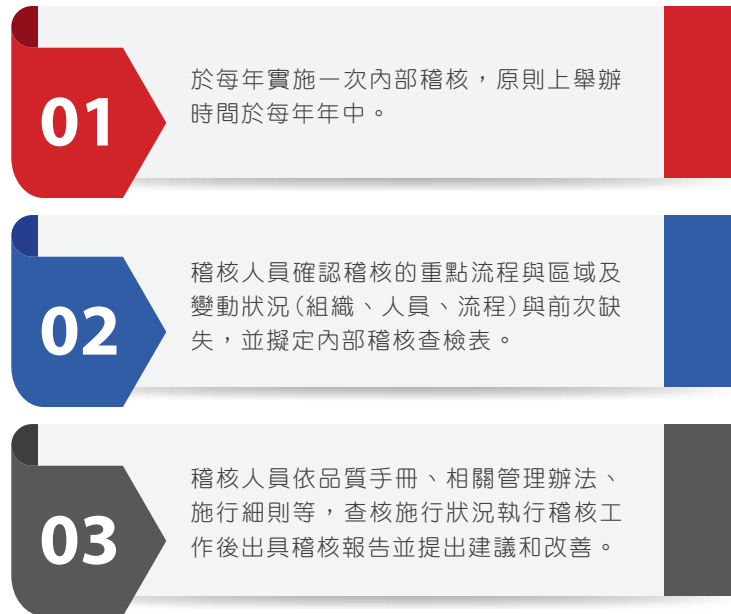 01
於每年實施一次內部稽核，原則上舉辦
時間於每年年中。
02
稽核人員確認稽核的重點流程與區域及
變動狀況(組織、人員、流程)與前次缺
失，並擬定內部稽核查檢表。
03
稽核人員依品質手冊、相關管理辦法、
施行細則等，查核施行狀況執行稽核工
作後出具稽核報告並提出建議和改善。